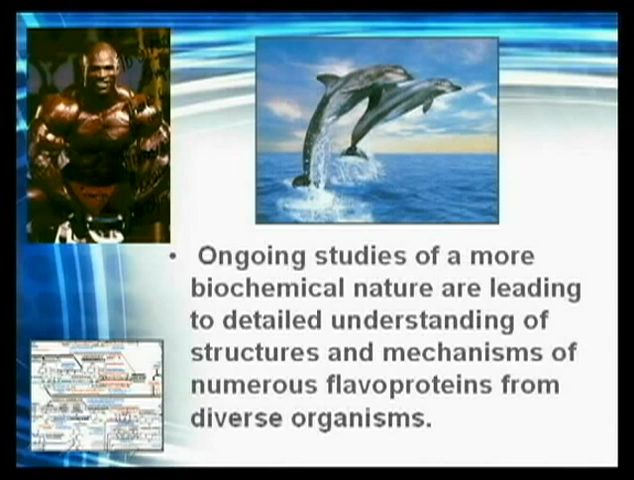 • Ongoing studies of a more
biochemical nature are leading
to detailed understanding of
structures and mechanisms of
numerous flavoproteins from
diverse organisms.